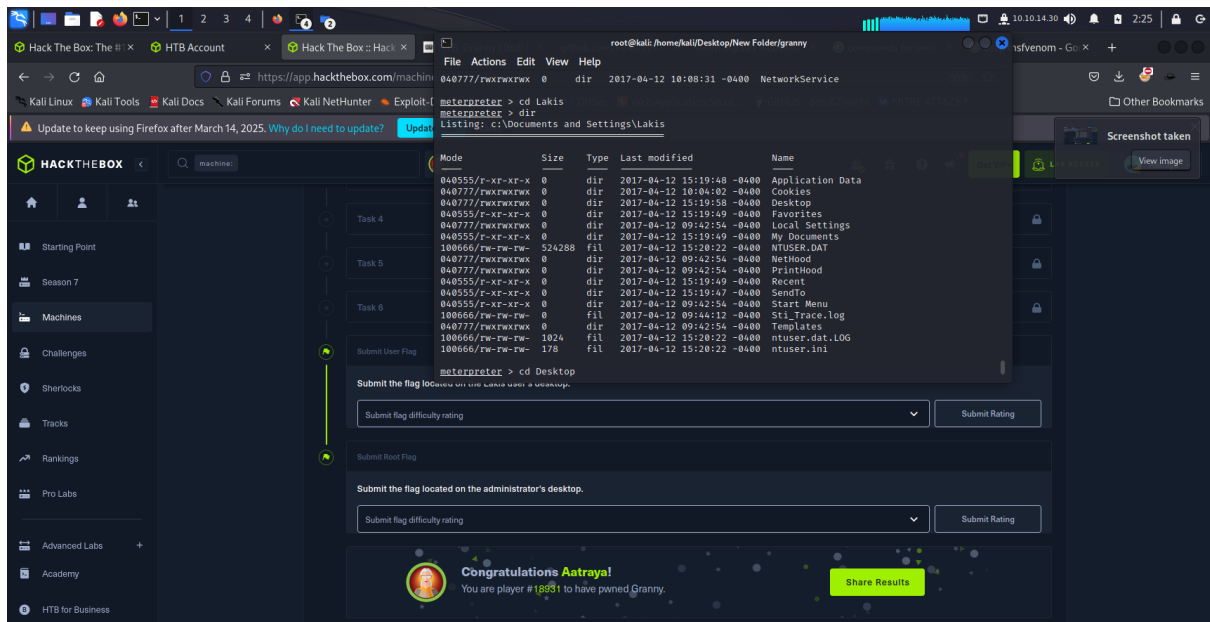 1 2 3 4
4
2
10.10.14.30
2:25
Hack The Box: The #1 ×
HTB Account ×
Hack The Box :: Hack ×
root@kali: /home/kali/Desktop/New Folder/granny
nsfvenom - Go ×
+
https://app.hackthebox.com/machin
Kali Linux Kali Tools Kali Docs Kali Forums Kali NetHunter Exploit-D
Other Bookmarks
Update to keep using Firefox after March 14, 2025. Why do I need to update? Updat
Screenshot taken
View image
File Actions Edit View Help
040777/rwxrwxrwx 0 dir 2017-04-12 10:08:31 -0400 NetworkService
meterpreter > cd Lakis
meterpreter > dir
Listing: c:\Documents and Settings\Lakis
Mode Size Type Last modified Name
040555/r-xr-xr-x 0 dir 2017-04-12 15:19:48 -0400 Application Data
040777/rwxrwxrwx 0 dir 2017-04-12 10:04:02 -0400 Cookies
040777/rwxrwxrwx 0 dir 2017-04-12 15:19:58 -0400 Desktop
040555/r-xr-xr-x 0 dir 2017-04-12 15:19:49 -0400 Favorites
040777/rwxrwxrwx 0 dir 2017-04-12 09:42:54 -0400 Local Settings
040555/r-xr-xr-x 0 dir 2017-04-12 15:19:49 -0400 My Documents
100666/rw-rw-rw- 524288 fil 2017-04-12 15:20:22 -0400 NTUSER.DAT
040777/rwxrwxrwx 0 dir 2017-04-12 09:42:54 -0400 NetHood
040777/rwxrwxrwx 0 dir 2017-04-12 09:42:54 -0400 PrintHood
040555/r-xr-xr-x 0 dir 2017-04-12 15:19:49 -0400 Recent
040555/r-xr-xr-x 0 dir 2017-04-12 15:19:47 -0400 SendTo
040555/r-xr-xr-x 0 dir 2017-04-12 09:42:54 -0400 Start Menu
100666/rw-rw-rw- 0 fil 2017-04-12 09:44:12 -0400 Sti_Trace.log
040777/rwxrwxrwx 0 dir 2017-04-12 09:42:54 -0400 Templates
100666/rw-rw-rw- 1024 fil 2017-04-12 15:20:22 -0400 ntuser.dat.LOG
100666/rw-rw-rw- 178 fil 2017-04-12 15:20:22 -0400 ntuser.ini
meterpreter > cd Desktop
HACKTHEBOX
machine:
Starting Point
Season 7
Machines
Challenges
Sherlocks
Tracks
Rankings
Pro Labs
Advanced Labs +
Academy
HTB for Business
Task 4
Task 5
Task 6
Submit User Flag
Submit the flag located on the Lakis user's desktop.
Submit flag difficulty rating
Submit Rating
Submit Root Flag
Submit the flag located on the administrator's desktop.
Submit flag difficulty rating
Submit Rating
Congratulations Aatraya!
You are player #18931 to have pwned Granny.
Share Results